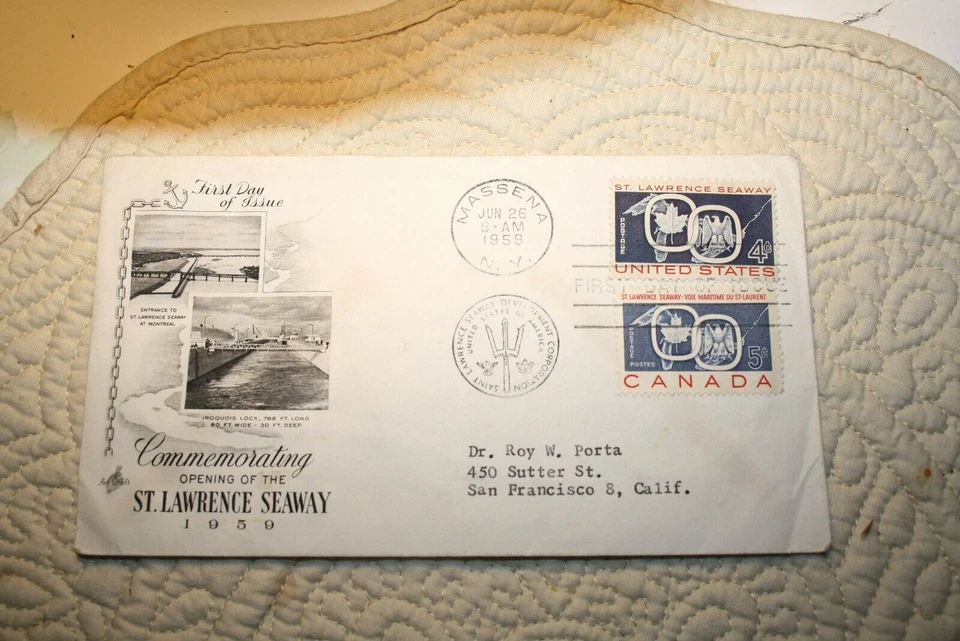 First Day
of Issue
ENTRANCE TO
ST. LAWRENCE SEAWAY
AT MONTREAL
IROQUOIS LOCK, 768 FT. LONG
80 FT. WIDE - 30 FT. DEEP
Commemorating
OPENING OF THE
ST. LAWRENCE SEAWAY
1959
MASSENA
JUN 26
9-AM
1959
N.Y.
SAINT LAWRENCE SEAWAY DEVELOPMENT CORPORATION
UNITED STATES OF AMERICA
ST. LAWRENCE SEAWAY
POSTAGE
4¢
UNITED STATES
FIRST DAY OF ISSUE
ST. LAWRENCE SEAWAY-VOIE MARITIME DU ST-LAURENT
POSTAGE
POSTES
5¢
CANADA
Dr. Roy W. Porta
450 Sutter St.
San Francisco 8, Calif.